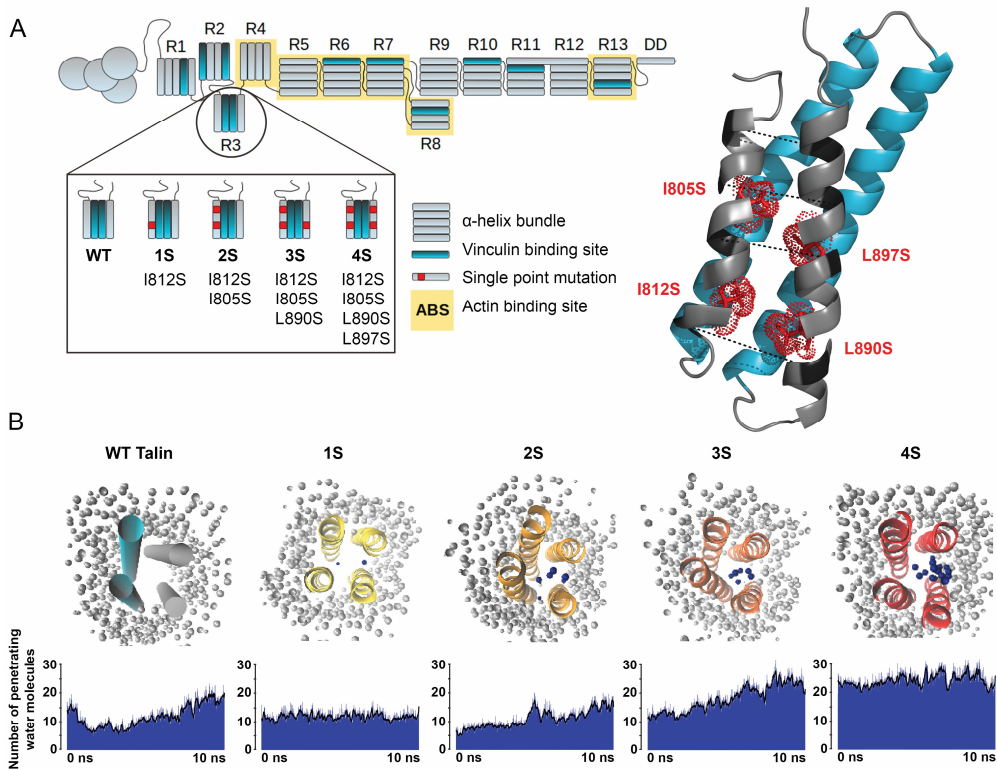 A
R1
R2
R4
R5
R6
R7
R9
R10
R11
R12
R13
DD
R3
R8
WT
1S
2S
3S
4S
I812S
I812S
I812S
I812S
I805S
I805S
I805S
L890S
L890S
L897S
α-helix bundle
Vinculin binding site
Single point mutation
ABS
Actin binding site
I805S
L897S
I812S
L890S
B
WT Talin
1S
2S
3S
4S
Number of penetrating
water molecules
30
20
10
0
0 ns
10 ns
30
20
10
0
0 ns
10 ns
30
20
10
0
0 ns
10 ns
30
20
10
0
0 ns
10 ns
30
20
10
0
0 ns
10 ns